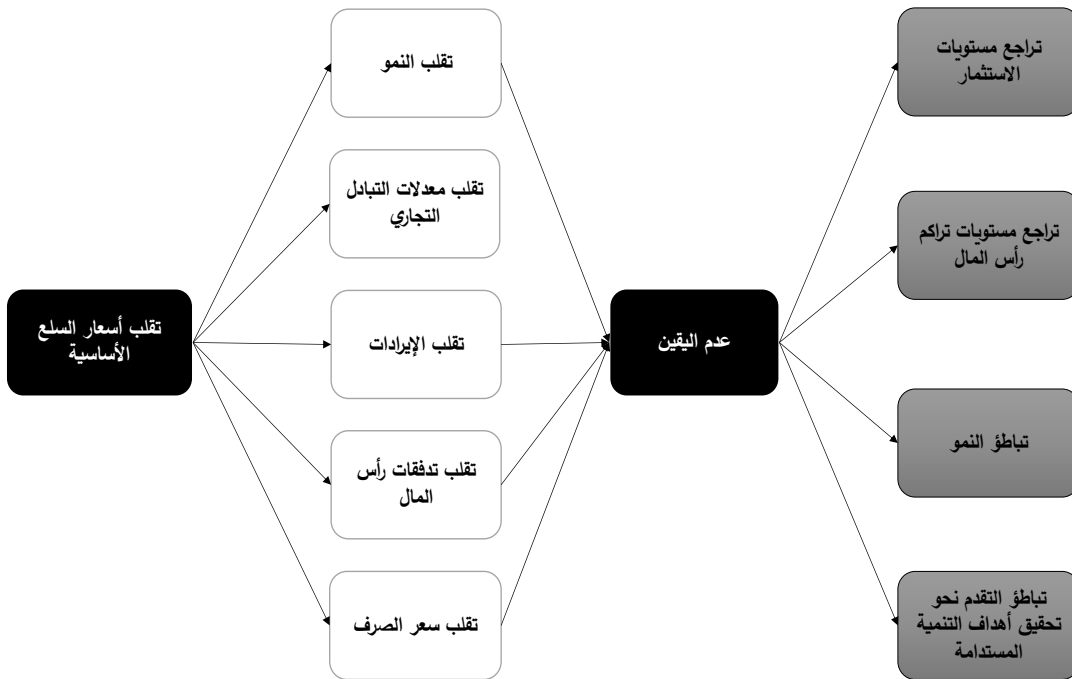 تقلب أسعار السلع
الأساسية
تقلب النمو
تقلب معدلات التبادل
التجاري
تقلب الإيرادات
تقلب تدفقات رأس
المال
تقلب سعر الصرف
عدم اليقين
تراجع مستويات
الاستثمار
تراجع مستويات تراكم
رأس المال
تباطؤ النمو
تباطؤ التقدم نحو
تحقيق أهداف التنمية
المستدامة